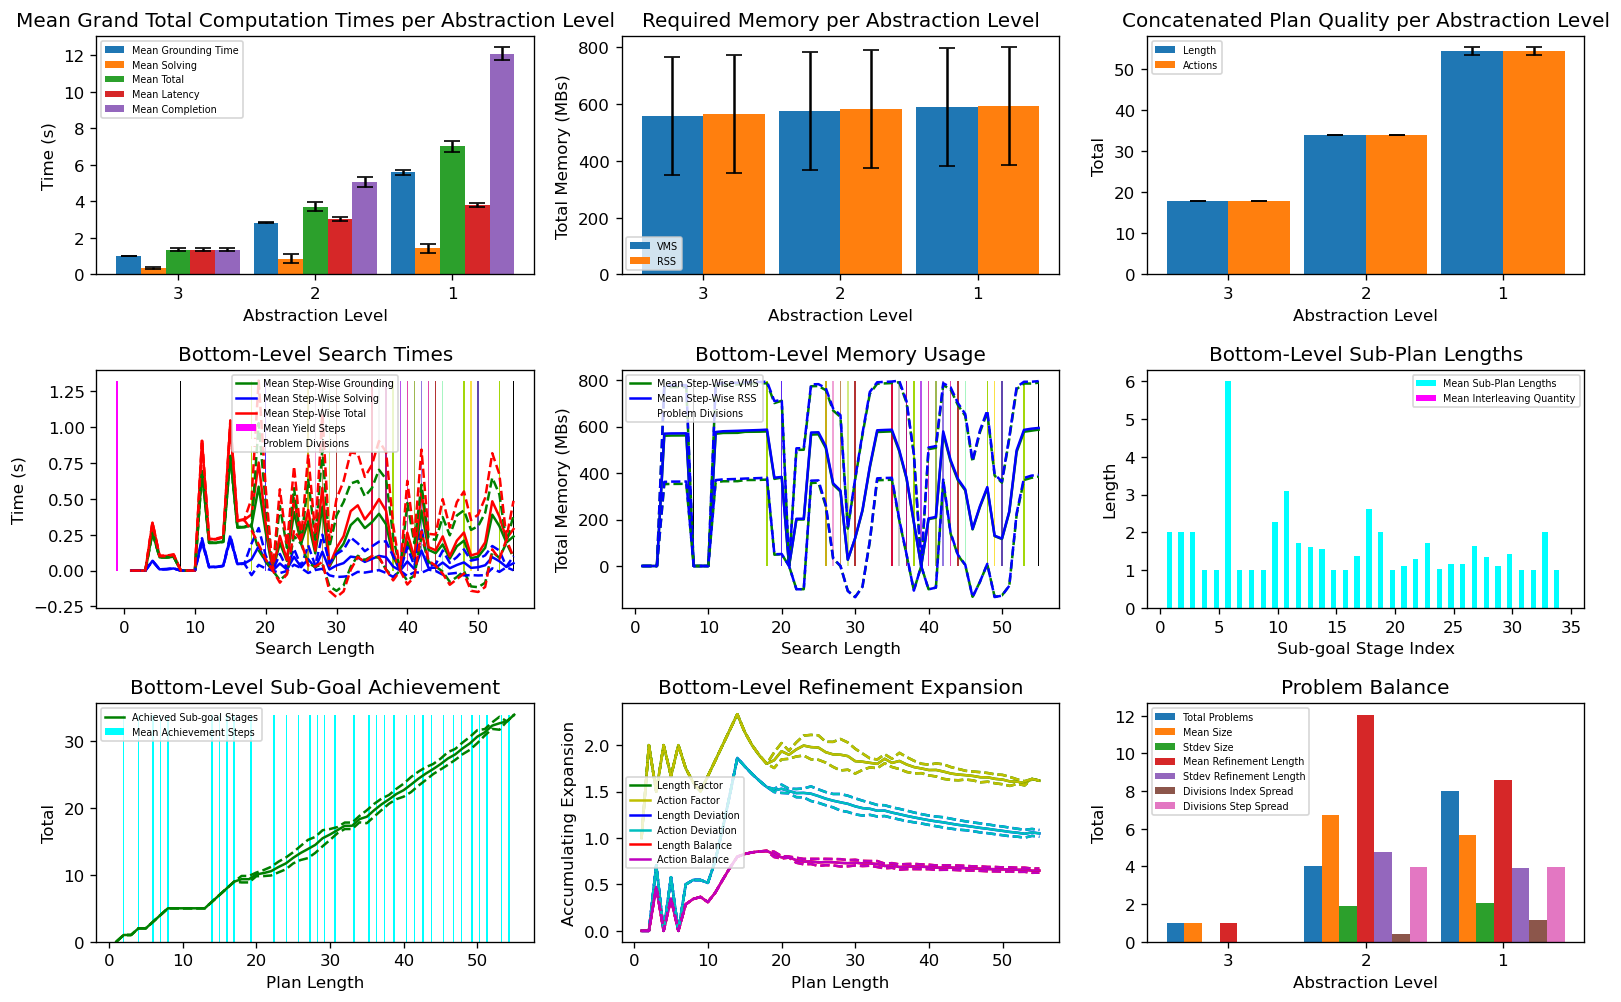 Mean Grand Total Computation Times per Abstraction Level
Time (s)
12
10
8
6
4
2
0
Mean Grounding Time
Mean Solving
Mean Total
Mean Latency
Mean Completion
3 2 1
Abstraction Level
Required Memory per Abstraction Level
Total Memory (MBs)
800
600
400
200
0
VMS
RSS
3 2 1
Abstraction Level
Concatenated Plan Quality per Abstraction Level
Total
50
40
30
20
10
0
Length
Actions
3 2 1
Abstraction Level
Bottom-Level Search Times
Time (s)
1.25
1.00
0.75
0.50
0.25
0.00
−0.25
Mean Step-Wise Grounding
Mean Step-Wise Solving
Mean Step-Wise Total
Mean Yield Steps
Problem Divisions
0 10 20 30 40 50
Search Length
Bottom-Level Memory Usage
Total Memory (MBs)
800
600
400
200
0
Mean Step-Wise VMS
Mean Step-Wise RSS
Problem Divisions
0 10 20 30 40 50
Search Length
Bottom-Level Sub-Plan Lengths
Length
6
5
4
3
2
1
0
Mean Sub-Plan Lengths
Mean Interleaving Quantity
0 5 10 15 20 25 30 35
Sub-goal Stage Index
Bottom-Level Sub-Goal Achievement
Total
30
20
10
0
Achieved Sub-goal Stages
Mean Achievement Steps
0 10 20 30 40 50
Plan Length
Bottom-Level Refinement Expansion
Accumulating Expansion
2.0
1.5
1.0
0.5
0.0
Length Factor
Action Factor
Length Deviation
Action Deviation
Length Balance
Action Balance
0 10 20 30 40 50
Plan Length
Problem Balance
Total
12
10
8
6
4
2
0
Total Problems
Mean Size
Stdev Size
Mean Refinement Length
Stdev Refinement Length
Divisions Index Spread
Divisions Step Spread
3 2 1
Abstraction Level